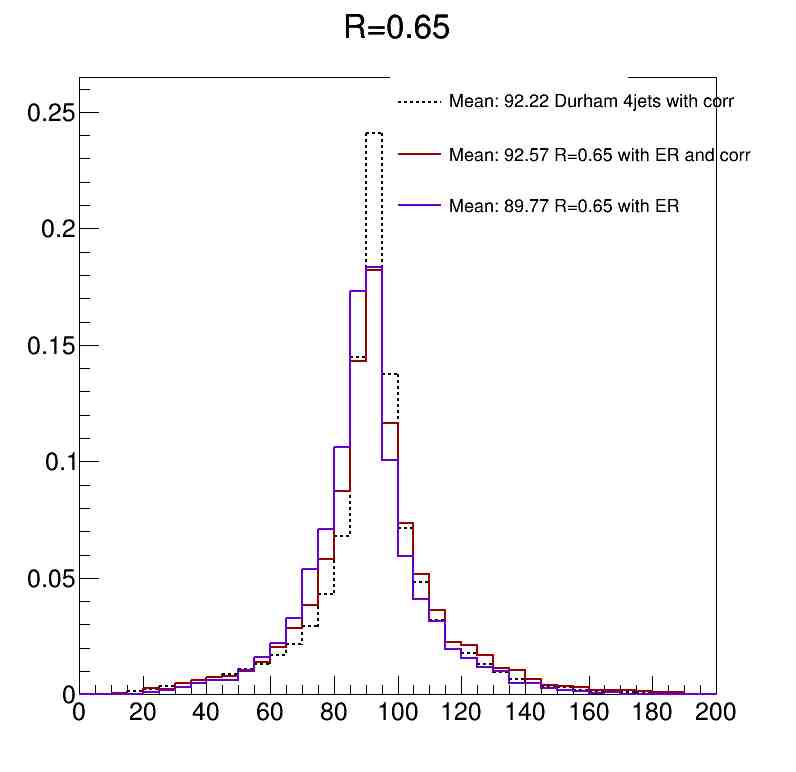 R=0.65
Mean: 92.22 Durham 4jets with corr
Mean: 92.57 R=0.65 with ER and corr
Mean: 89.77 R=0.65 with ER
0.25
0.2
0.15
0.1
0.05
0
0 20 40 60 80 100 120 140 160 180 200